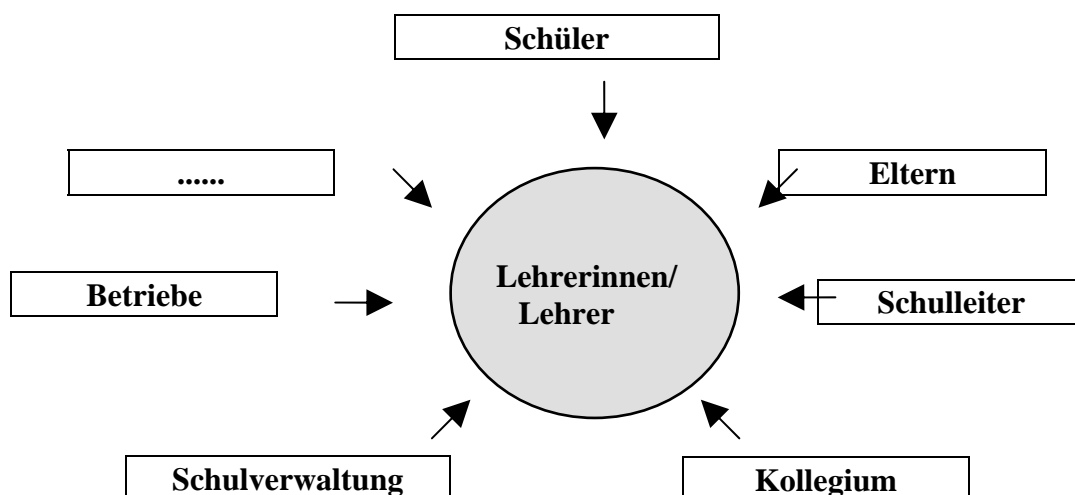 Schüler
......
Eltern
Lehrerinnen/
Lehrer
Betriebe
Schulleiter
Schulverwaltung
Kollegium